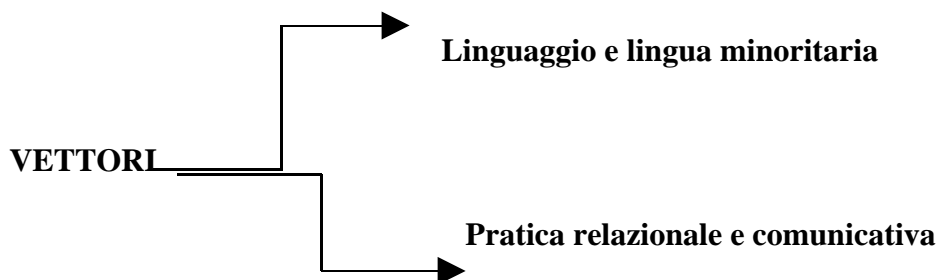 Linguaggio e lingua minoritaria
VETTORI
Pratica relazionale e comunicativa